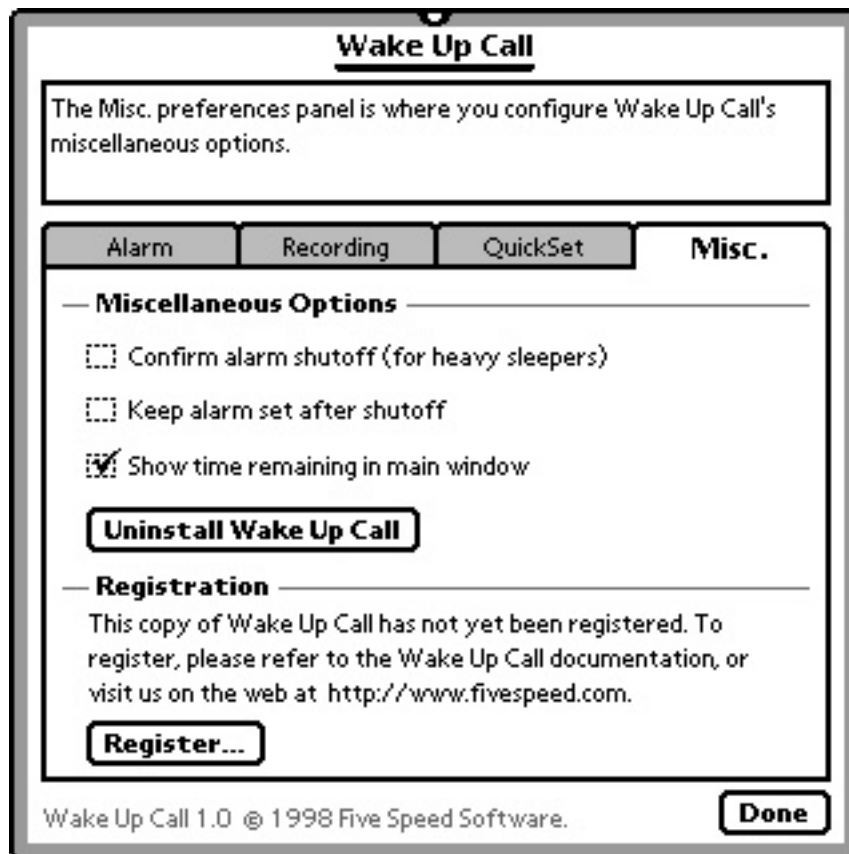 Wake Up Call
The Misc. preferences panel is where you configure Wake Up Call's
miscellaneous options.
Alarm Recording QuickSet Misc.
Miscellaneous Options
Confirm alarm shutoff (for heavy sleepers)
Keep alarm set after shutoff
Show time remaining in main window
Uninstall Wake Up Call
Registration
This copy of Wake Up Call has not yet been registered. To
register, please refer to the Wake Up Call documentation, or
visit us on the web at http://www.fivespeed.com.
Register...
Wake Up Call 1.0 © 1998 Five Speed Software. Done